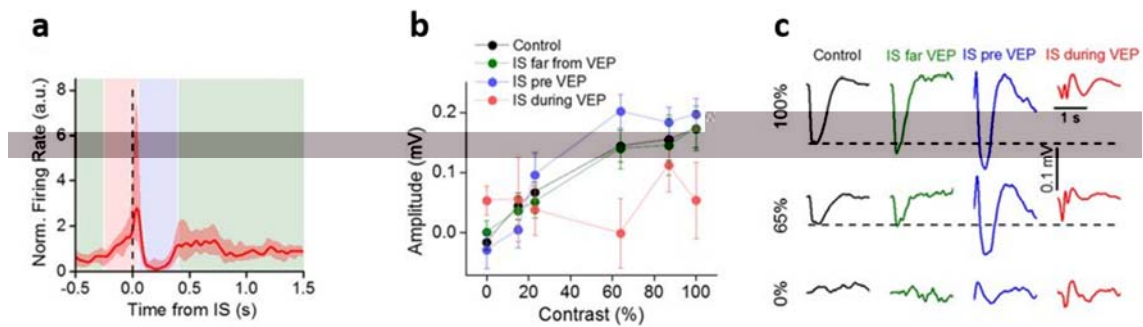 a
b
c
Norm. Firing Rate (a.u.)
8
6
4
2
0
-0.5 0.0 0.5 1.0 1.5
Time from IS (s)
Control
IS far from VEP
IS pre VEP
IS during VEP
Amplitude (mV)
0.2
0.1
0.0
0 20 40 60 80 100
Contrast (%)
Control IS far VEP IS pre VEP IS during VEP
100%
1 s
0.1 mV
65%
0%